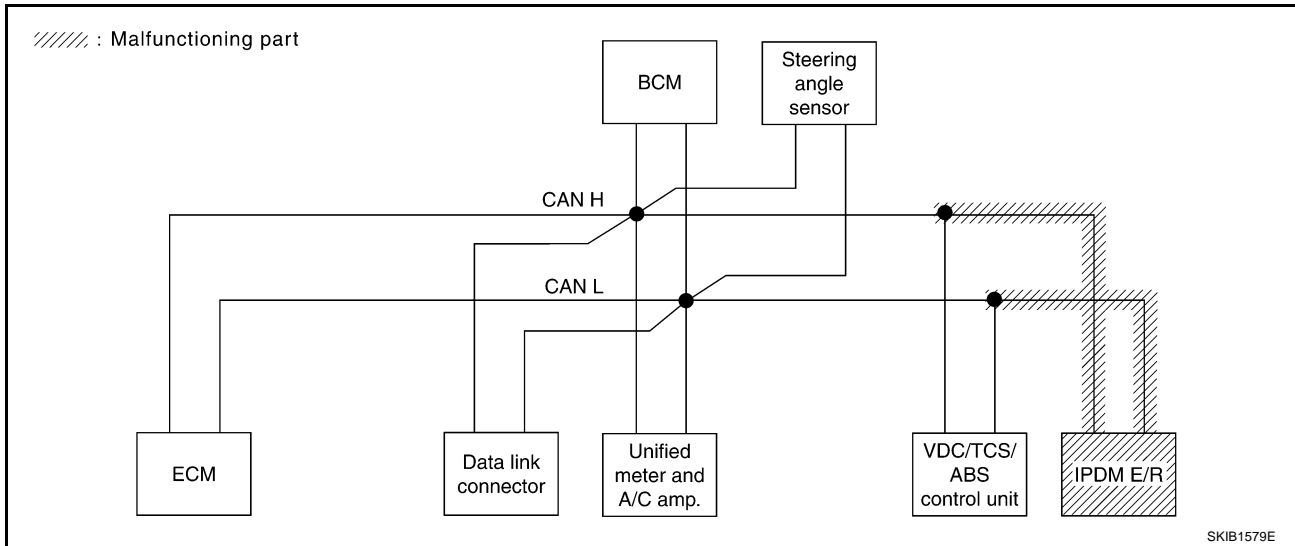 : Malfunctioning part
BCM
Steering
angle
sensor
CAN H
CAN L
ECM
Data link
connector
Unified
meter and
A/C amp.
VDC/TCS/
ABS
control unit
IPDM E/R
SKIB1579E